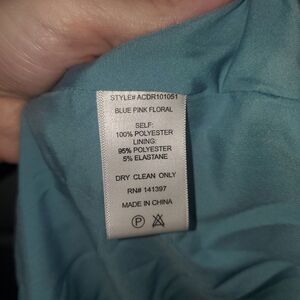 STYLE# ACDR101051
BLUE PINK FLORAL
SELF:
100% POLYESTER
LINING:
95% POLYESTER
5% ELASTANE
DRY CLEAN ONLY
RN# 141397
MADE IN CHINA
P